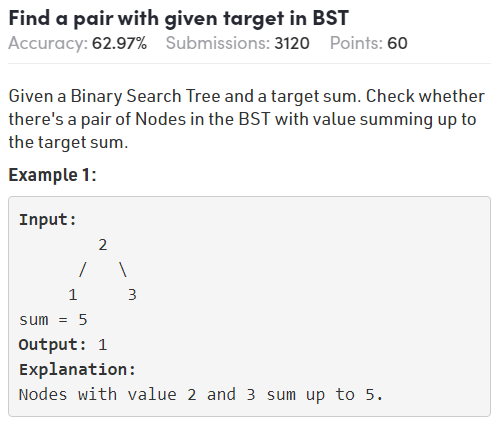 Find a pair with given target in BST
Accuracy: 62.97% Submissions: 3120 Points: 60
Given a Binary Search Tree and a target sum. Check whether
there's a pair of Nodes in the BST with value summing up to
the target sum.
Example 1:
Input:
2
/ \
1 3
sum = 5
Output: 1
Explanation:
Nodes with value 2 and 3 sum up to 5.